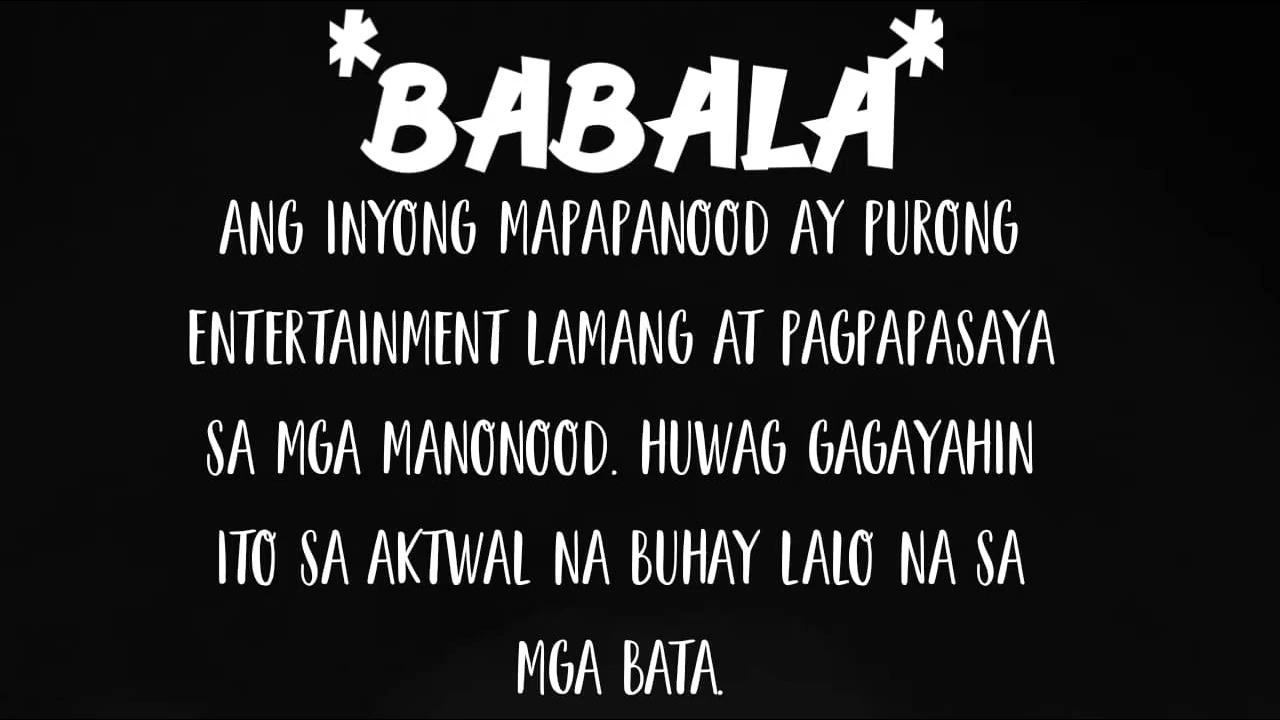 *BABALA*
ANG INYONG MAPAPANOOD AY PURONG
ENTERTAINMENT LAMANG AT PAGPAPASAYA
SA MGA MANONOOD. HUWAG GAGAYAHIN
ITO SA AKTWAL NA BUHAY LALO NA SA
MGA BATA.